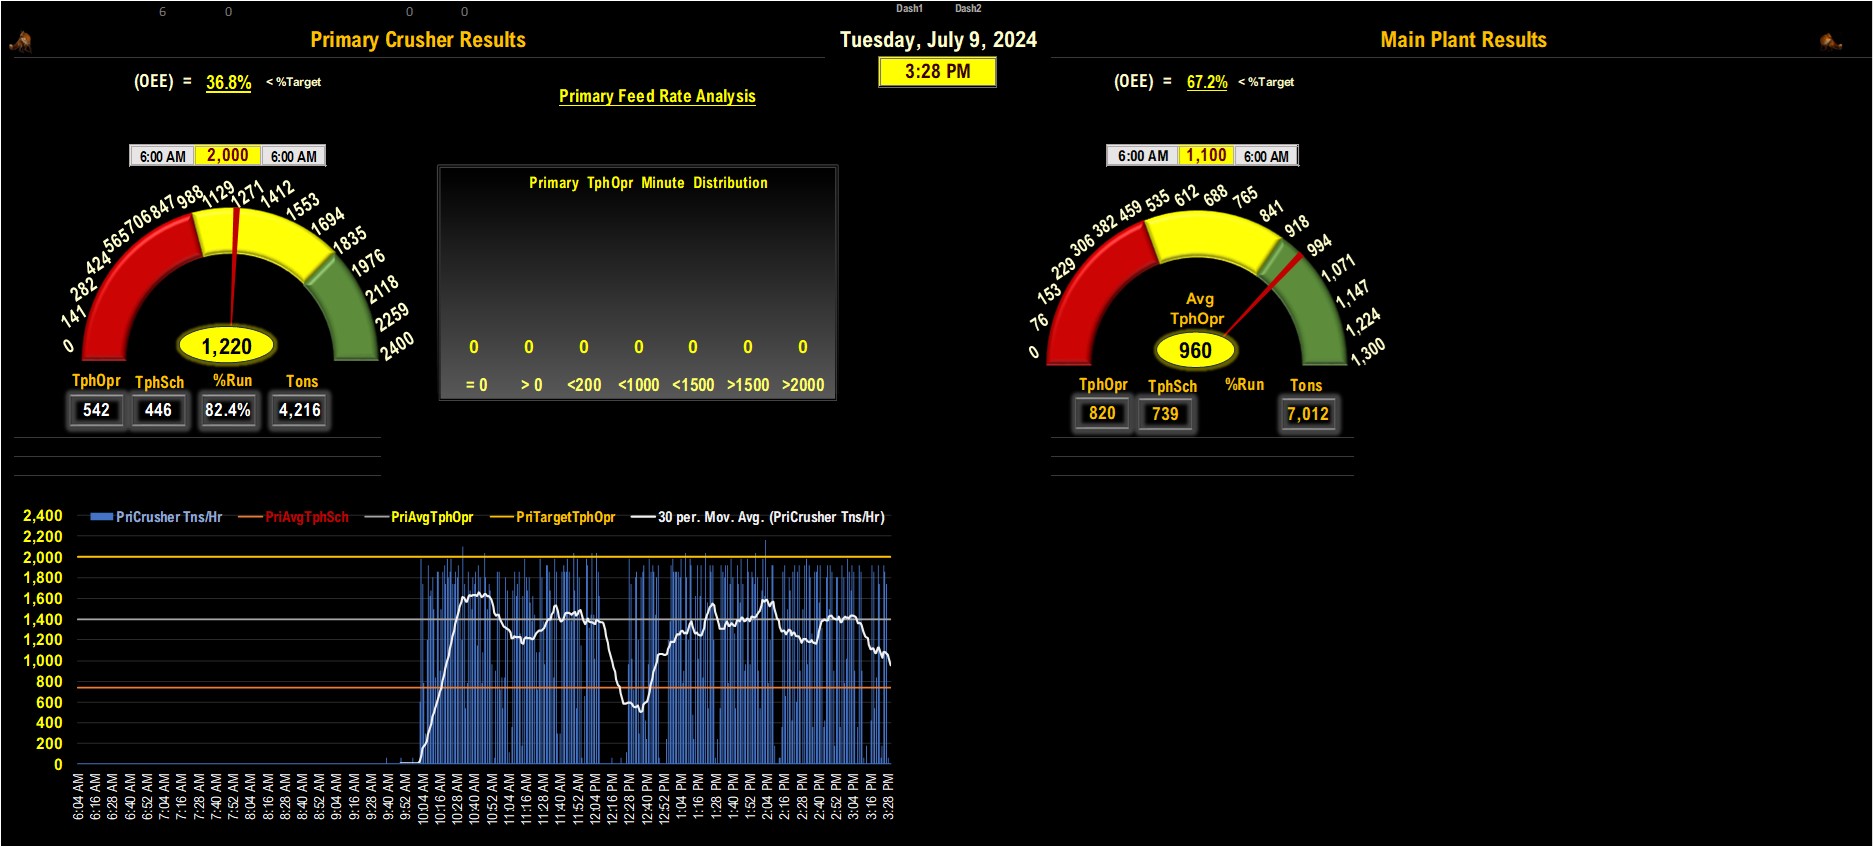 6 0 0 0 Dash1 Dash2
Primary Crusher Results
Tuesday, July 9, 2024
Main Plant Results
3:28 PM
(OEE) = 36.8% < %Target
(OEE) = 67.2% < %Target
Primary Feed Rate Analysis
6:00 AM 2,000 6:00 AM
0
141
282
424
565
706
847
988
1129
1271
1412
1553
1694
1835
1976
2118
2259
2400
1,220
TphOpr TphSch %Run Tons
542 446 82.4% 4,216
Primary TphOpr Minute Distribution
0 0 0 0 0 0 0
= 0 > 0 <200 <1000 <1500 >1500 >2000
6:00 AM 1,100 6:00 AM
0
76
153
229
306
382
459
535
612
688
765
841
918
994
1,071
1,147
1,224
1,300
Avg
TphOpr
960
TphOpr TphSch %Run Tons
820 739 7,012
PriCrusher Tns/Hr PriAvgTphSch PriAvgTphOpr PriTargetTphOpr 30 per. Mov. Avg. (PriCrusher Tns/Hr)
2,400
2,200
2,000
1,800
1,600
1,400
1,200
1,000
800
600
400
200
0
6:04 AM
6:16 AM
6:28 AM
6:40 AM
6:52 AM
7:04 AM
7:16 AM
7:28 AM
7:40 AM
7:52 AM
8:04 AM
8:16 AM
8:28 AM
8:40 AM
8:52 AM
9:04 AM
9:16 AM
9:28 AM
9:40 AM
9:52 AM
10:04 AM
10:16 AM
10:28 AM
10:40 AM
10:52 AM
11:04 AM
11:16 AM
11:28 AM
11:40 AM
11:52 AM
12:04 PM
12:16 PM
12:28 PM
12:40 PM
12:52 PM
1:04 PM
1:16 PM
1:28 PM
1:40 PM
1:52 PM
2:04 PM
2:16 PM
2:28 PM
2:40 PM
2:52 PM
3:04 PM
3:16 PM
3:28 PM